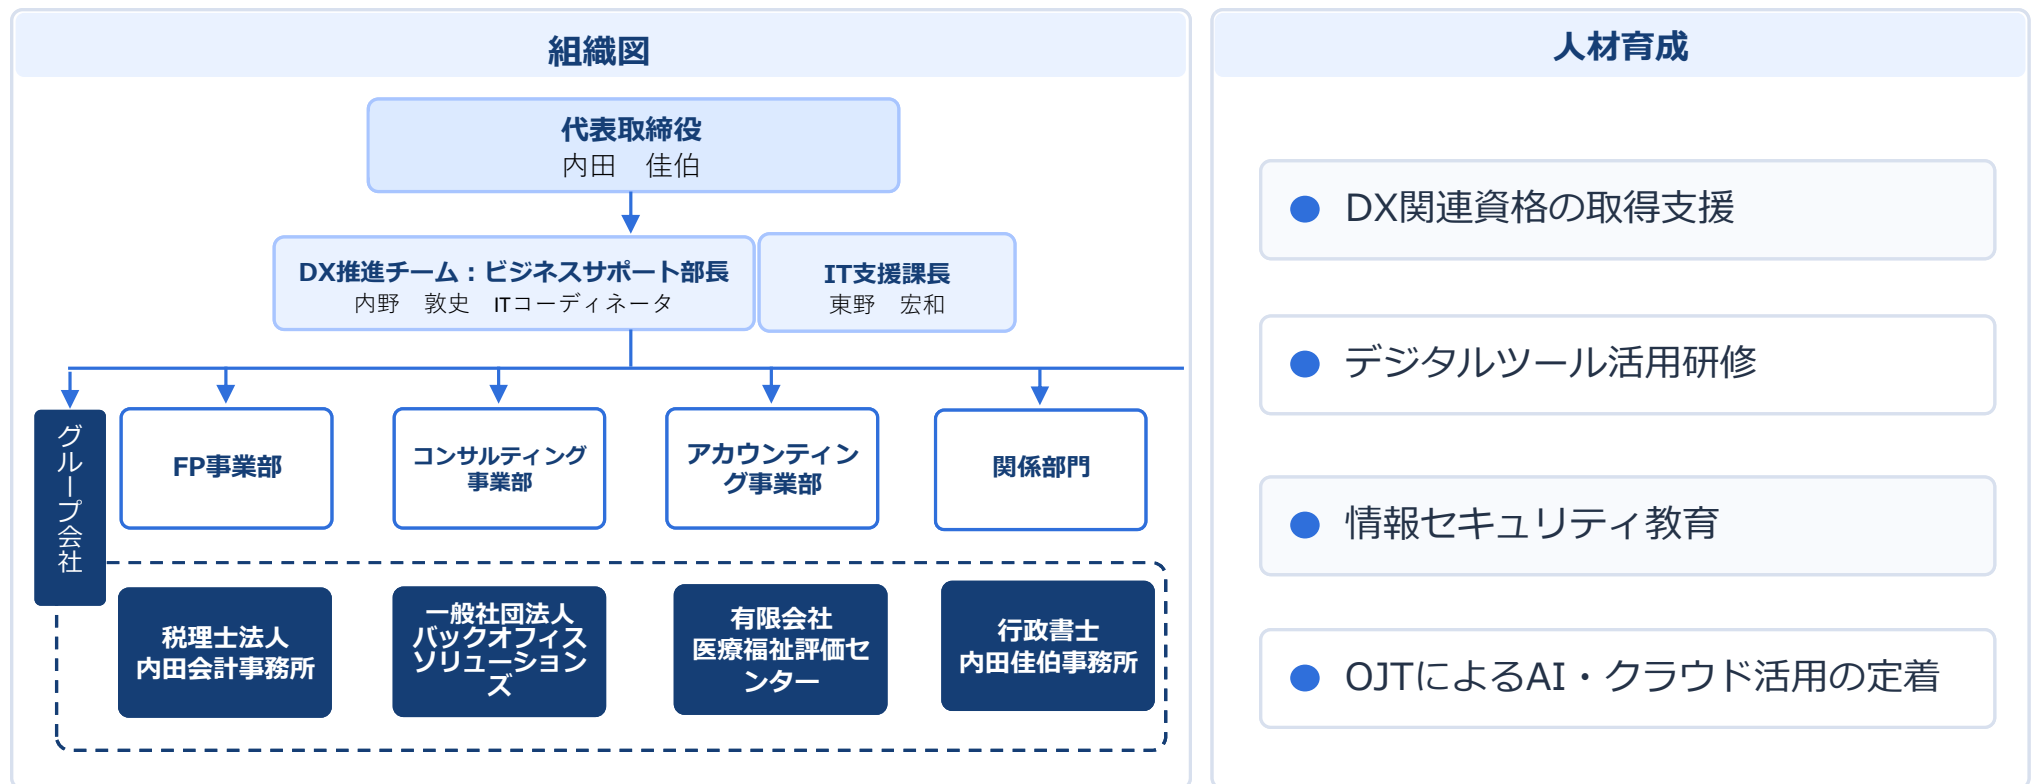 組織図
代表取締役
内田　佳伯
DX推進チーム：ビジネスサポート部長
内野　敦史　ITコーディネータ
IT支援課長
東野　宏和
グループ会社
FP事業部
コンサルティング
事業部
アカウンティン
グ事業部
関係部門
税理士法人
内田会計事務所
一般社団法人
バックオフィス
ソリューション
ズ
有限会社
医療福祉評価セ
ンター
行政書士
内田佳伯事務所
人材育成
DX関連資格の取得支援
デジタルツール活用研修
情報セキュリティ教育
OJTによるAI・クラウド活用の定着